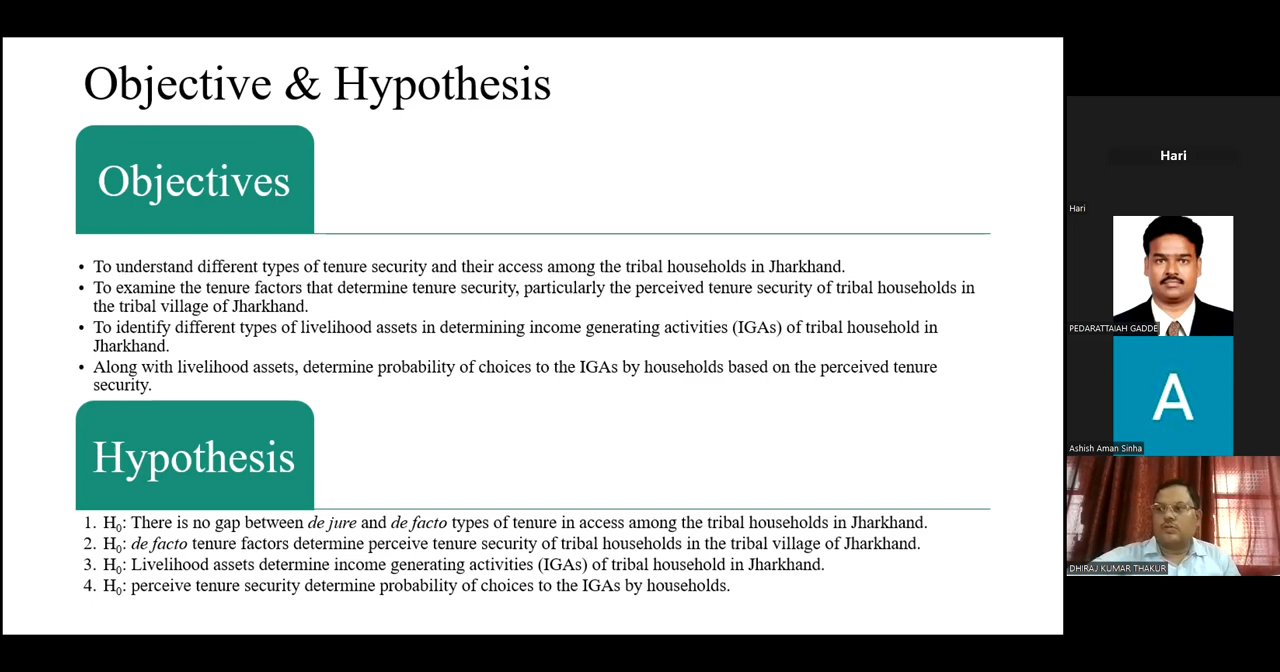 Objective & Hypothesis
Objectives
• To understand different types of tenure security and their access among the tribal households in Jharkhand.
• To examine the tenure factors that determine tenure security, particularly the perceived tenure security of tribal households in
the tribal village of Jharkhand.
• To identify different types of livelihood assets in determining income generating activities (IGAs) of tribal household in
Jharkhand.
• Along with livelihood assets, determine probability of choices to the IGAs by households based on the perceived tenure
security.
Hypothesis
1. H0: There is no gap between de jure and de facto types of tenure in access among the tribal households in Jharkhand.
2. H0: de facto tenure factors determine perceive tenure security of tribal households in the tribal village of Jharkhand.
3. H0: Livelihood assets determine income generating activities (IGAs) of tribal household in Jharkhand.
4. H0: perceive tenure security determine probability of choices to the IGAs by households.
Hari
Hari
PEDARATTAIAH GADDE
A
Ashish Aman Sinha
DHIRAJ KUMAR THAKUR